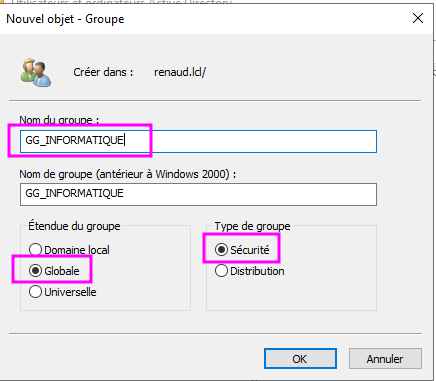 Utilisateurs et ordinateurs Active Directory
Nouvel objet - Groupe
Créer dans : renaud.lcl/
Nom du groupe :
GG_INFORMATIQUE
Nom de groupe (antérieur à Windows 2000) :
GG_INFORMATIQUE
Étendue du groupe Type de groupe
Domaine local Sécurité
Globale Distribution
Universelle
OK Annuler